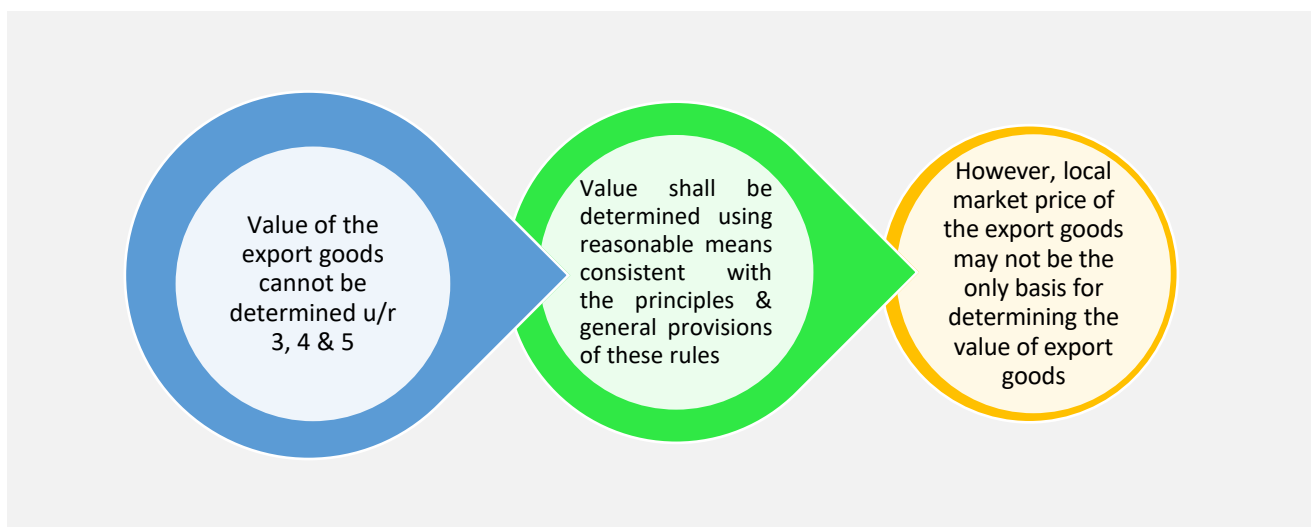 Value of the
export goods
cannot be
determined u/r
3, 4 & 5
Value shall be
determined using
reasonable means
consistent with
the principles &
general provisions
of these rules
However, local
market price of
the export goods
may not be the
only basis for
determining the
value of export
goods